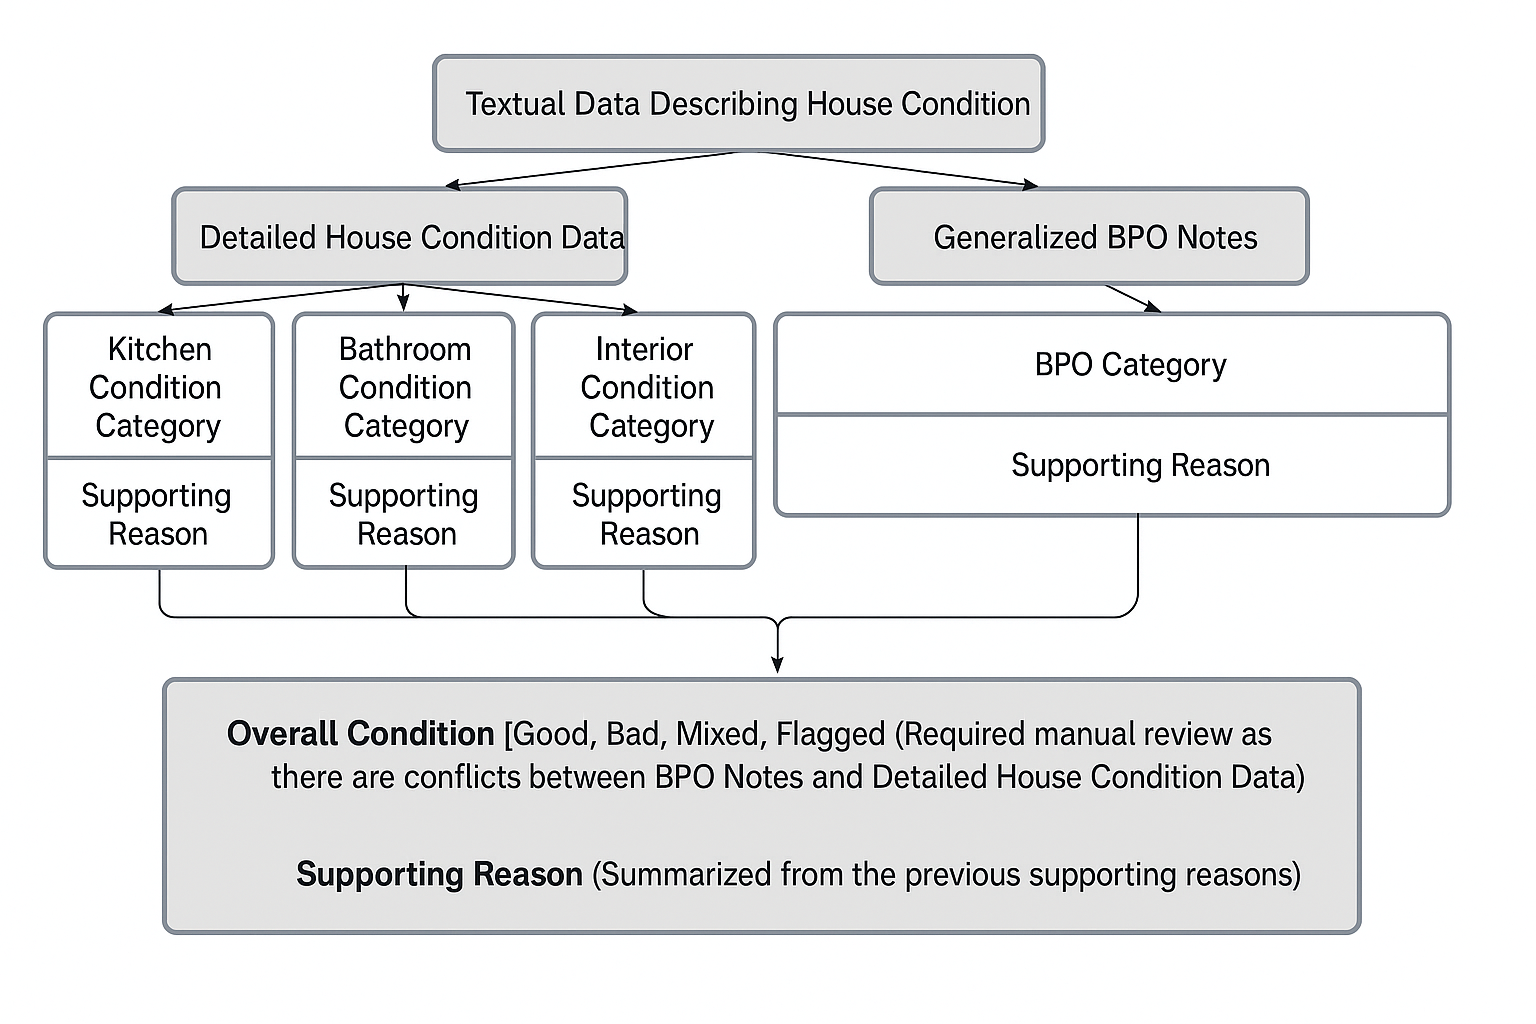 Textual Data Describing House Condition
Detailed House Condition Data
Generalized BPO Notes
Kitchen
Condition
Category
Supporting
Reason
Bathroom
Condition
Category
Supporting
Reason
Interior
Condition
Category
Supporting
Reason
BPO Category
Supporting Reason
Overall Condition [Good, Bad, Mixed, Flagged (Required manual review as
there are conflicts between BPO Notes and Detailed House Condition Data)
Supporting Reason (Summarized from the previous supporting reasons)